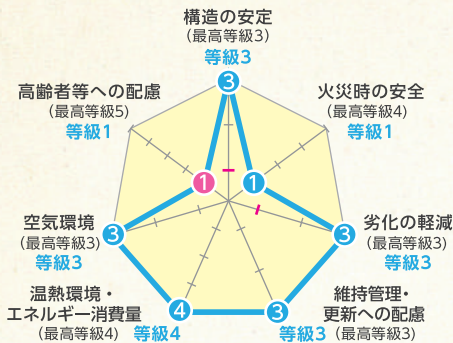 構造の安定
(最高等級3)
等級3
高齢者等への配慮
(最高等級5)
等級1
火災時の安全
(最高等級4)
等級1
3
1
1
空気環境
(最高等級3)
等級3
3
3
劣化の軽減
(最高等級3)
等級3
温熱環境・
エネルギー消費量
(最高等級4) 等級4
4
3
維持管理・
更新への配慮
等級3 (最高等級3)